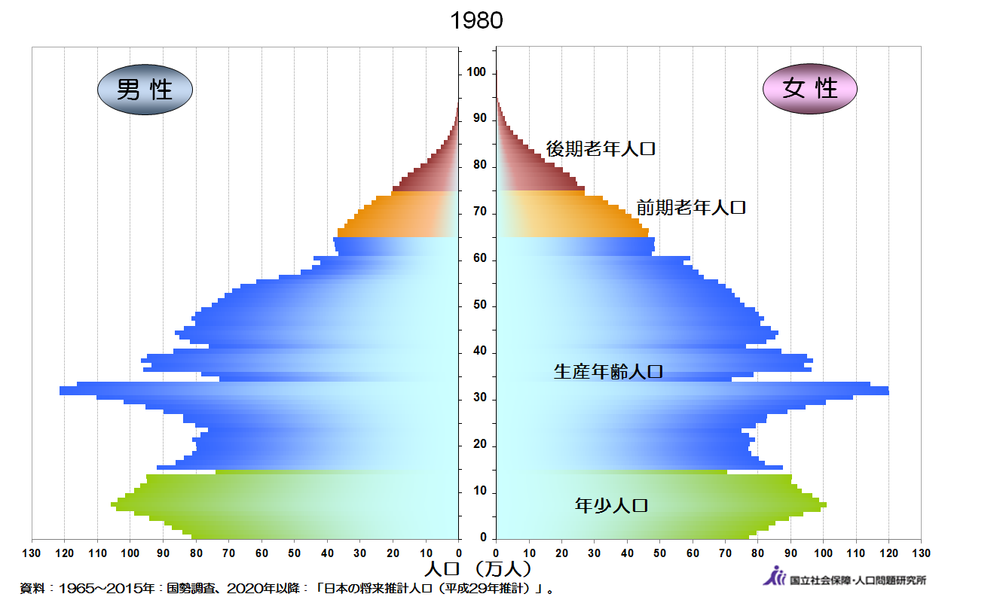 1980
男性
女性
100
90
80
70
60
50
40
30
20
10
0
後期老年人口
前期老年人口
生産年齢人口
年少人口
130 120 110 100 90 80 70 60 50 40 30 20 10 0
0 10 20 30 40 50 60 70 80 90 100 110 120 130
人口 (万人)
資料:1965～2015年:国勢調査、2020年以降:「日本の将来推計人口(平成29年推計)」。
国立社会保障・人口問題研究所